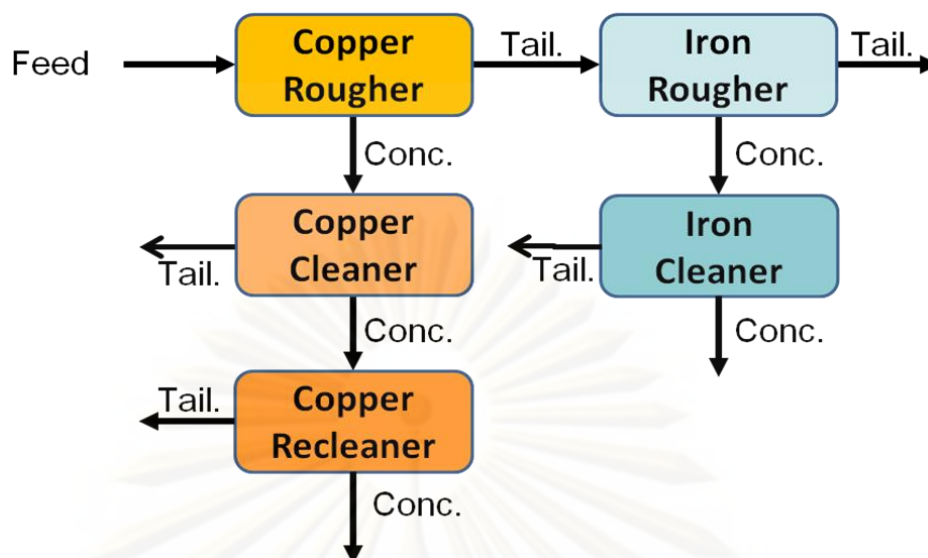 Feed
Copper
Rougher
Tail.
Iron
Rougher
Tail.
Conc.
Conc.
Copper
Cleaner
Tail.
Iron
Cleaner
Tail.
Conc.
Conc.
Copper
Recleaner
Tail.
Conc.